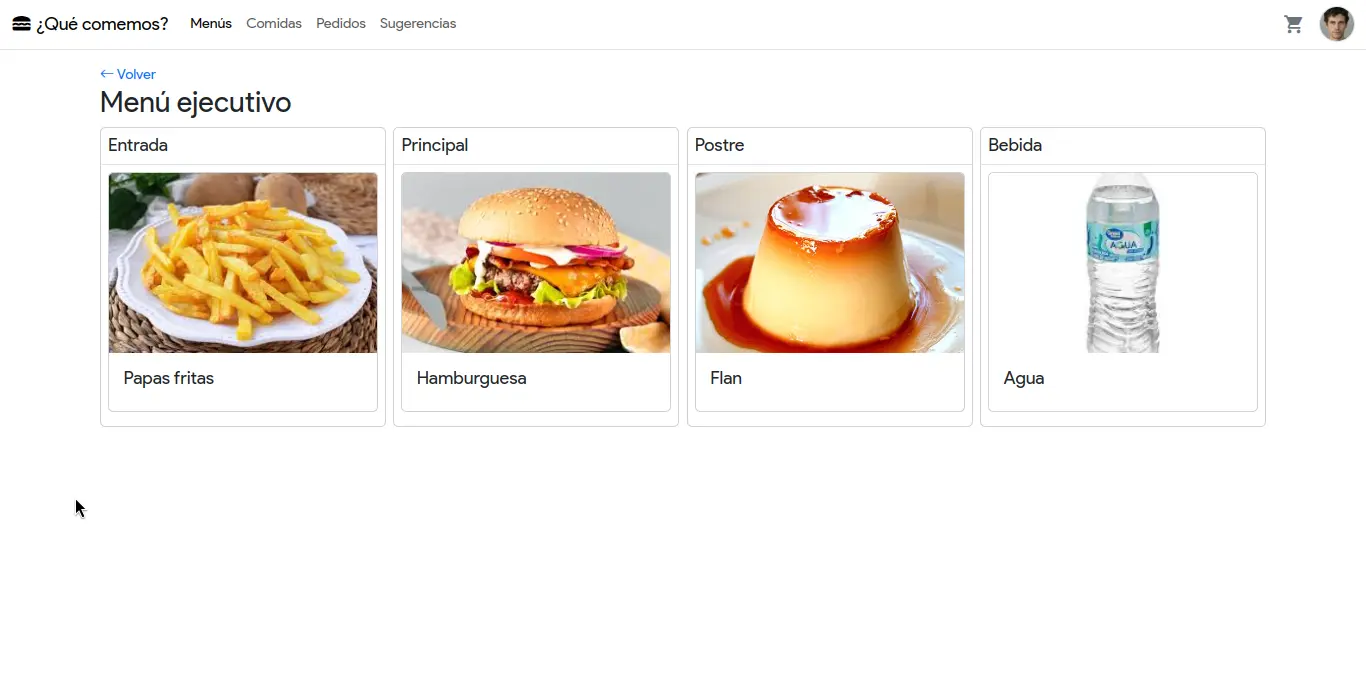 ¿Qué comemos? Menús Comidas Pedidos Sugerencias
← Volver
Menú ejecutivo
Entrada
Papas fritas
Principal
Hamburguesa
Postre
Flan
Bebida
AGUA
Agua